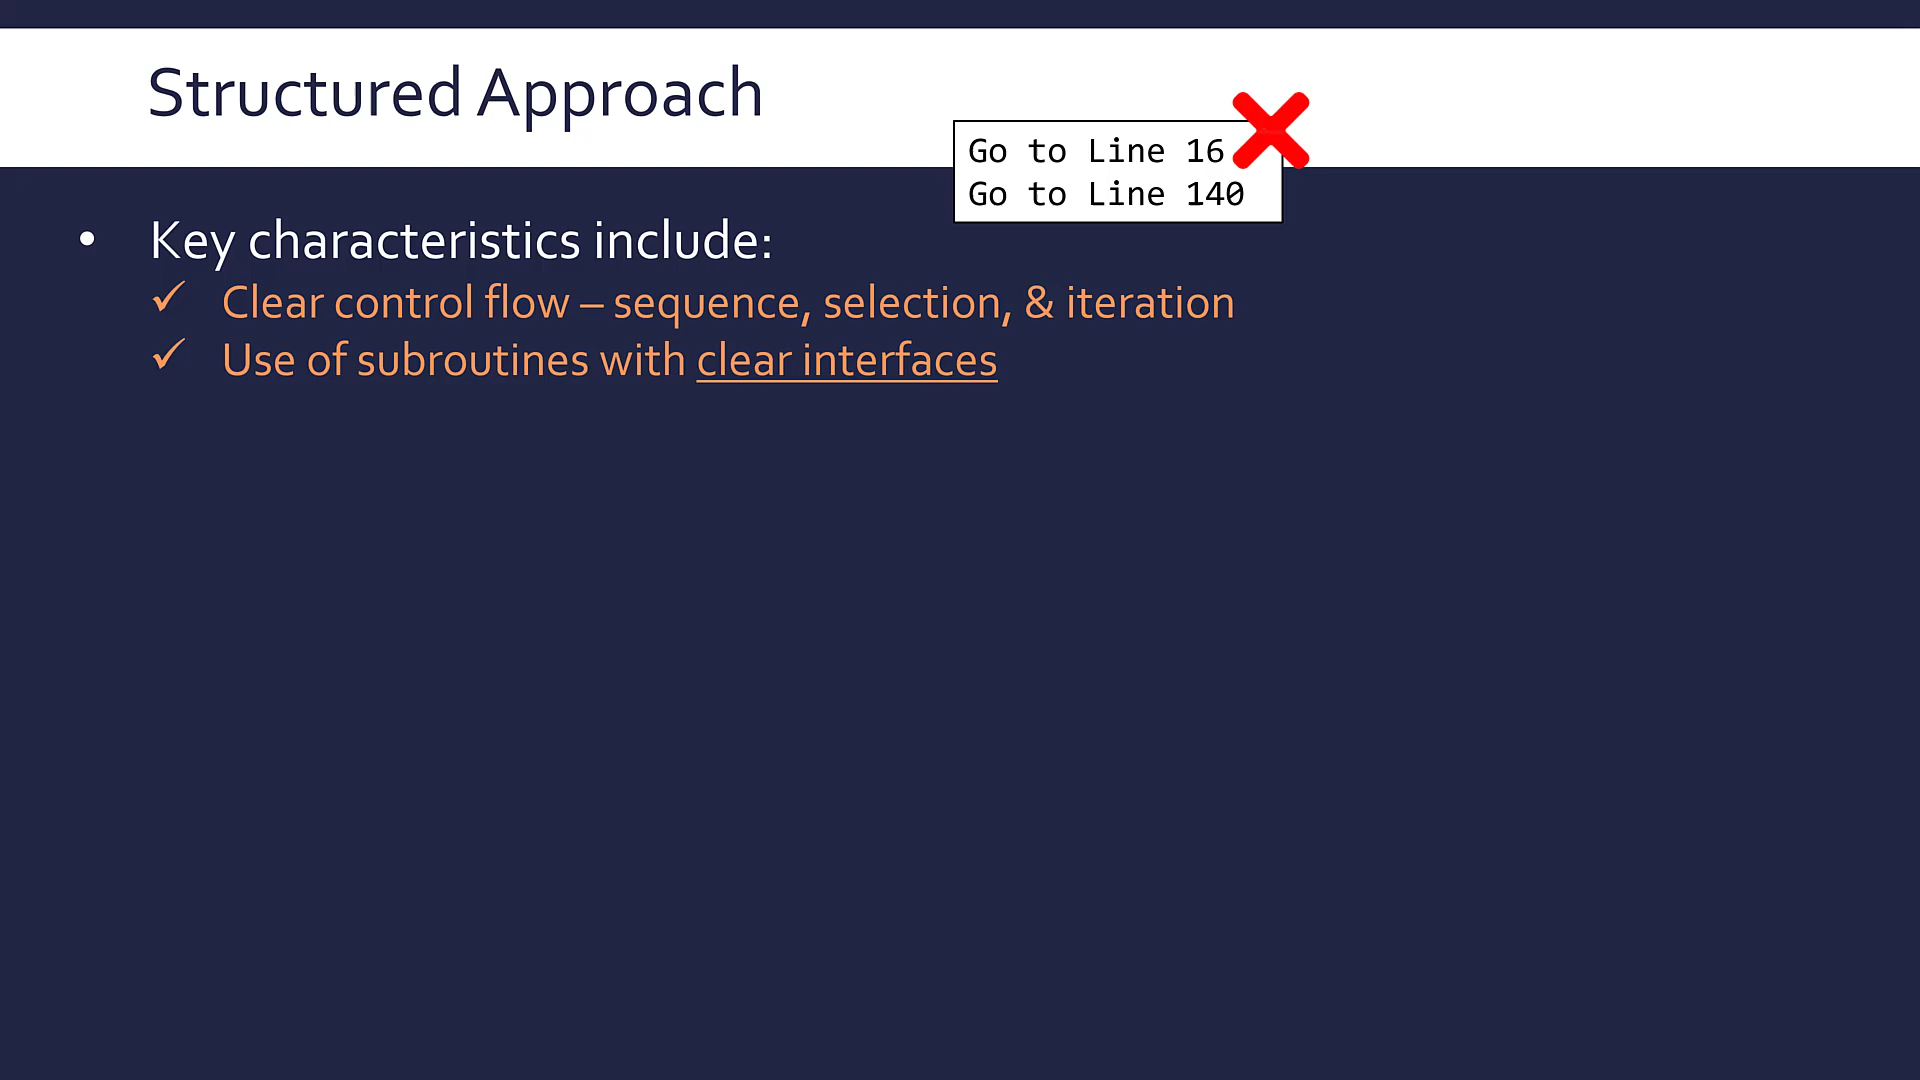 Structured Approach
Go to Line 16
Go to Line 140
• Key characteristics include:
✓ Clear control flow – sequence, selection, & iteration
✓ Use of subroutines with clear interfaces